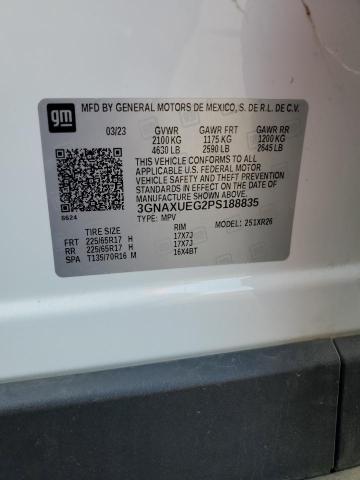 gm
MFD BY GENERAL MOTORS DE MEXICO, S. DE R.L. DE C.V.
03/23 GVWR GAWR FRT GAWR RR
2100 KG 1175 KG 1200 KG
4630 LB 2590 LB 2645 LB
THIS VEHICLE CONFORMS TO ALL
APPLICABLE U.S. FEDERAL MOTOR
VEHICLE SAFETY AND THEFT
PREVENTION STANDARDS IN EFFECT ON
THE DATE OF MANUFACTURE SHOWN ABOVE.
3GNAXUEG2PS188835
S624
TYPE: MPV
MODEL: 251XR26
TIRE SIZE RIM
FRT 225/65R17 H 17X7J
RR 225/65R17 H 17X7J
SPA T135/70R16 M 16X4BT